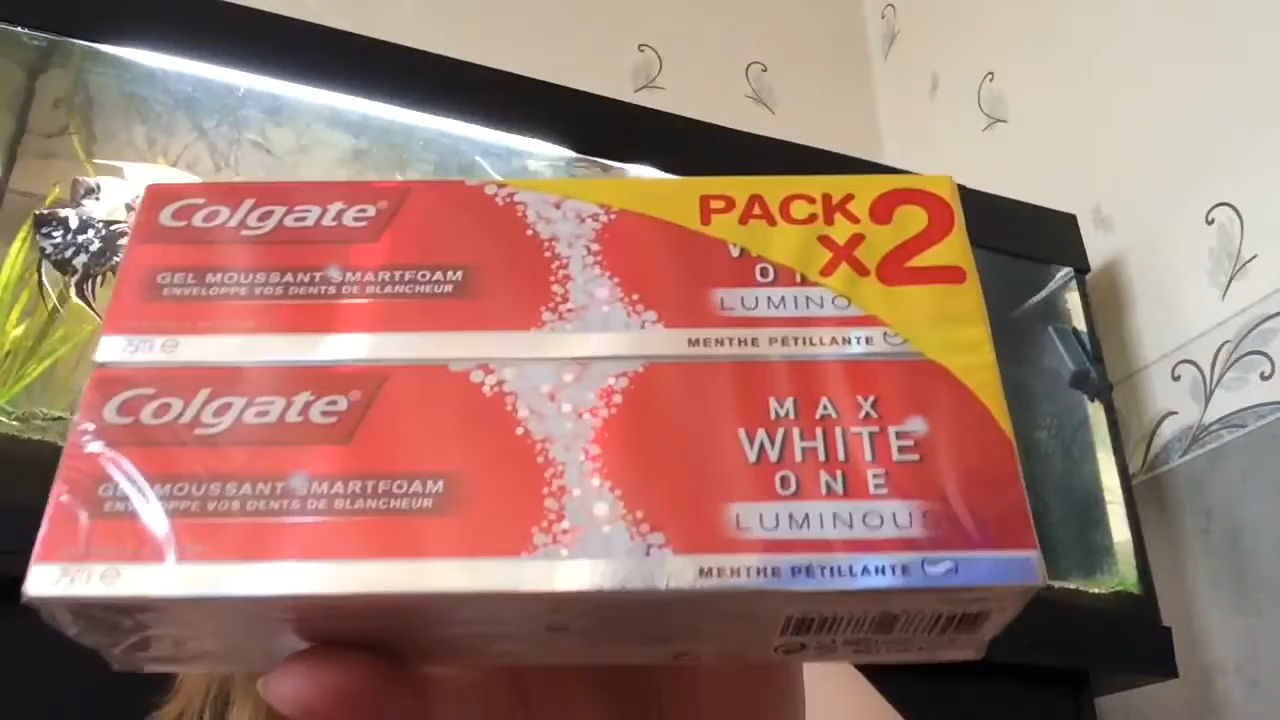 Colgate®
PACK
x2
GEL MOUSSANT SMARTFOAM
ENVELOPPE VOS DENTS DE BLANCHEUR
LUMINO
75ml e
MENTHE PÉTILLANTE
Colgate®
MAX
WHITE
ONE
LUMINOUS
GEL MOUSSANT SMARTFOAM
ENVELOPPE VOS DENTS DE BLANCHEUR
75ml e
MENTHE PÉTILLANTE